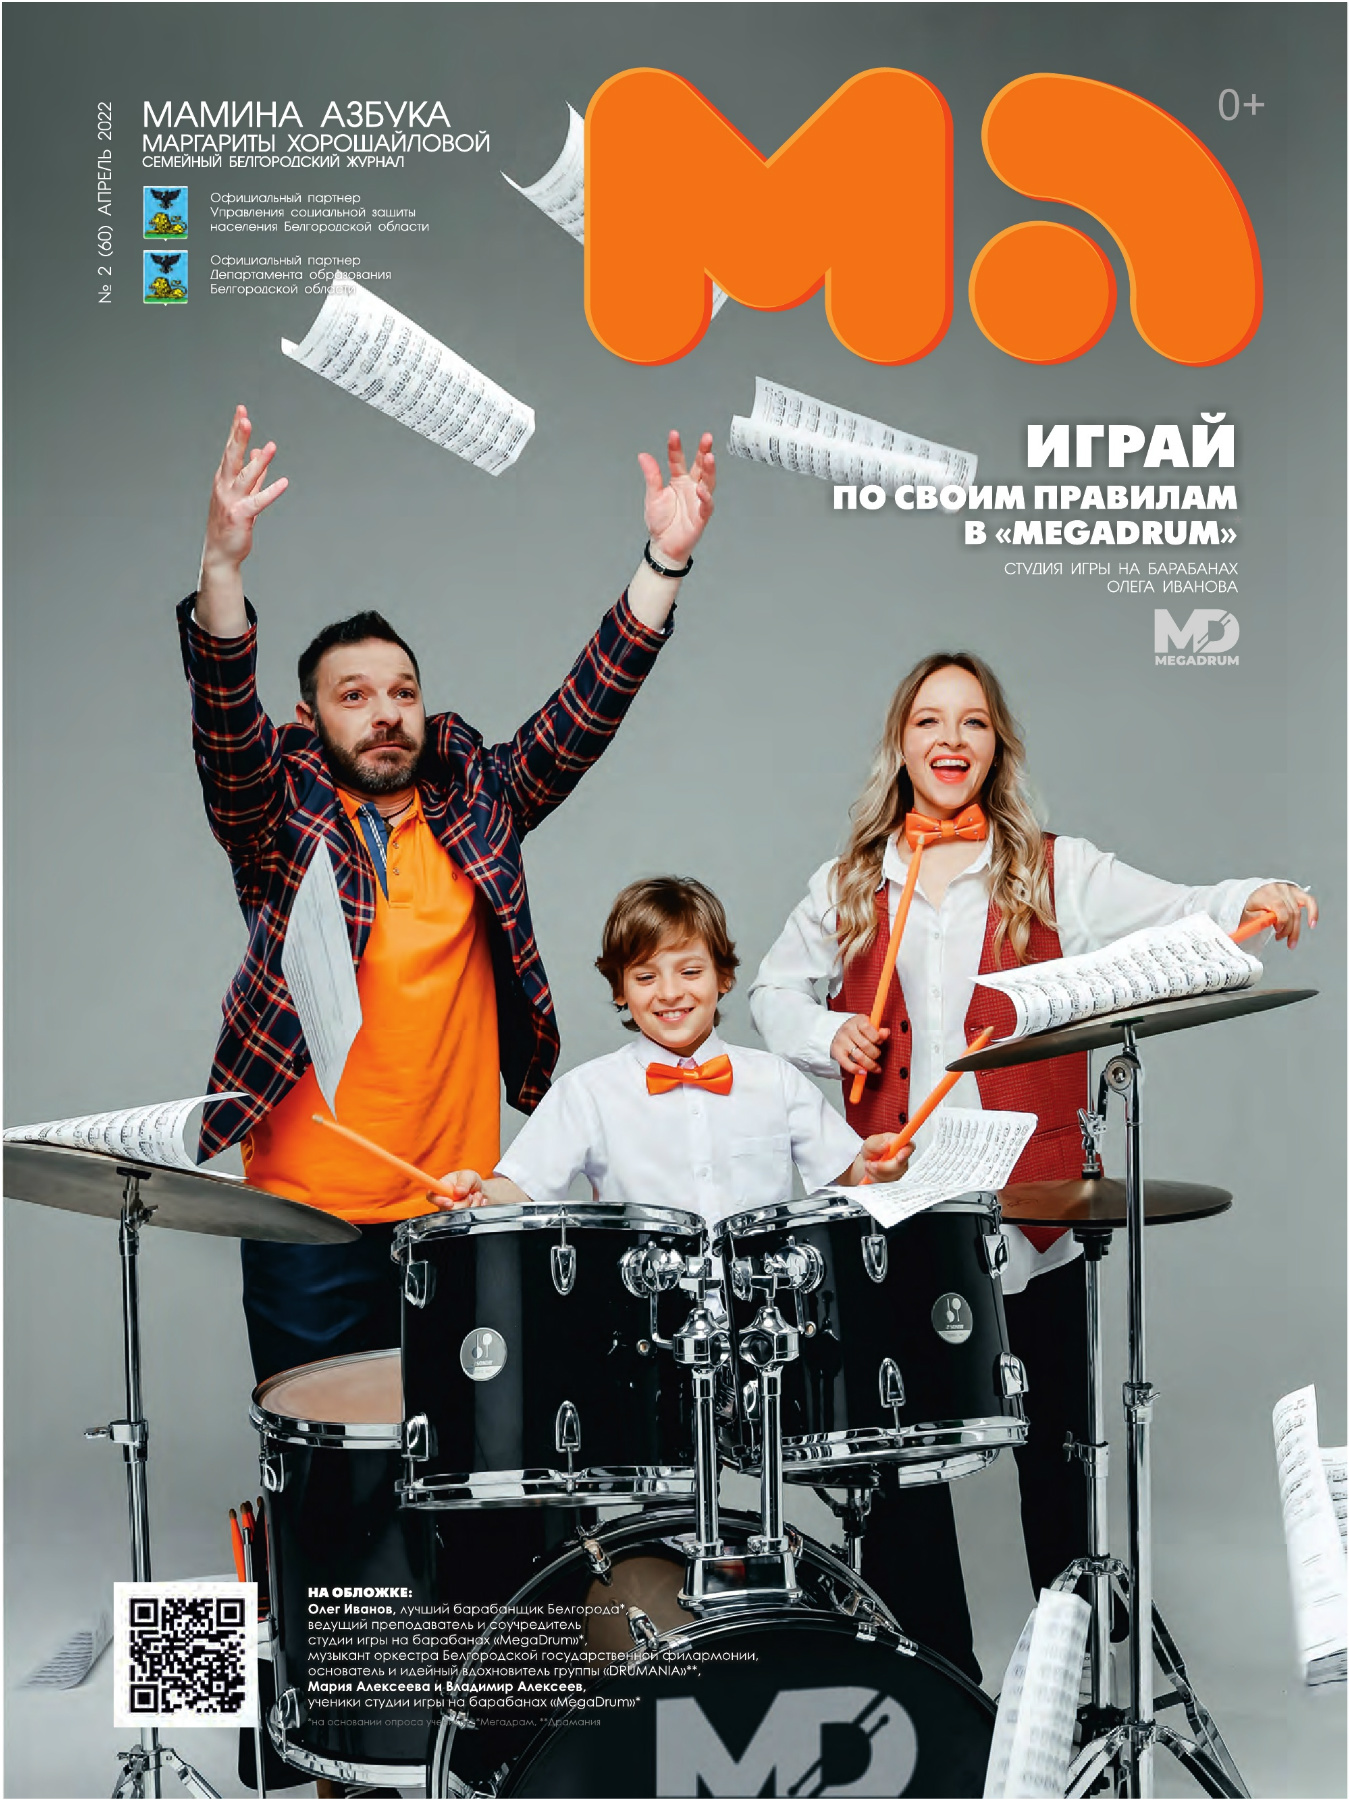 № 2 (60) АПРЕЛЬ 2022
МАМИНА АЗБУКА
МАРГАРИТЫ ХОРОШАЙЛОВОЙ
СЕМЕЙНЫЙ БЕЛГОРОДСКИЙ ЖУРНАЛ
Официальный партнер
Управления социальной защиты
населения Белгородской области
Официальный партнер
Департамента образования
Белгородской области
МА
0+
ИГРАЙ
ПО СВОИМ ПРАВИЛАМ
В «MEGADRUM»
СТУДИЯ ИГРЫ НА БАРАБАНАХ
ОЛЕГА ИВАНОВА
MD
MEGADRUM
НА ОБЛОЖКЕ:
Олег Иванов, лучший барабанщик Белгорода*,
ведущий преподаватель и соучредитель
студии игры на барабанах «MegaDrum»*,
музыкант оркестра Белгородской государственной филармонии,
основатель и идейный вдохновитель группы «DRUMANIA»**,
Мария Алексеева и Владимир Алексеев,
ученики студии игры на барабанах «MegaDrum»*
*на основании опроса *Мегадрам, **Драмания
MD